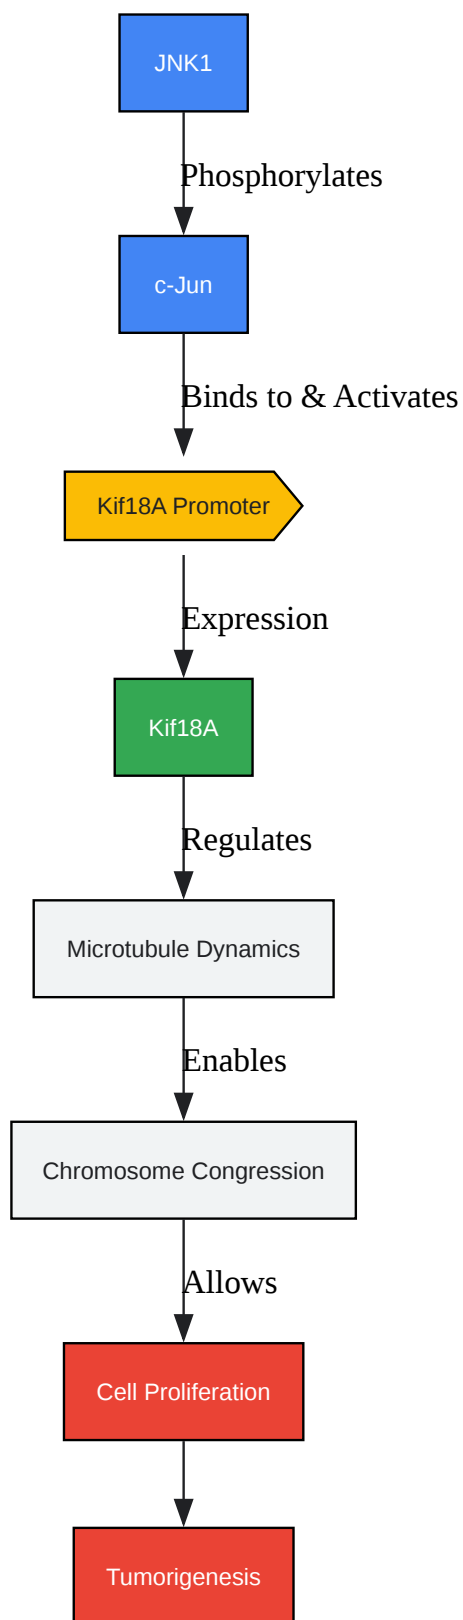 JNK1
Phosphorylates
c-Jun
Binds to & Activates
Kif18A Promoter
Expression
Kif18A
Regulates
Microtubule Dynamics
Enables
Chromosome Congression
Allows
Cell Proliferation
Tumorigenesis